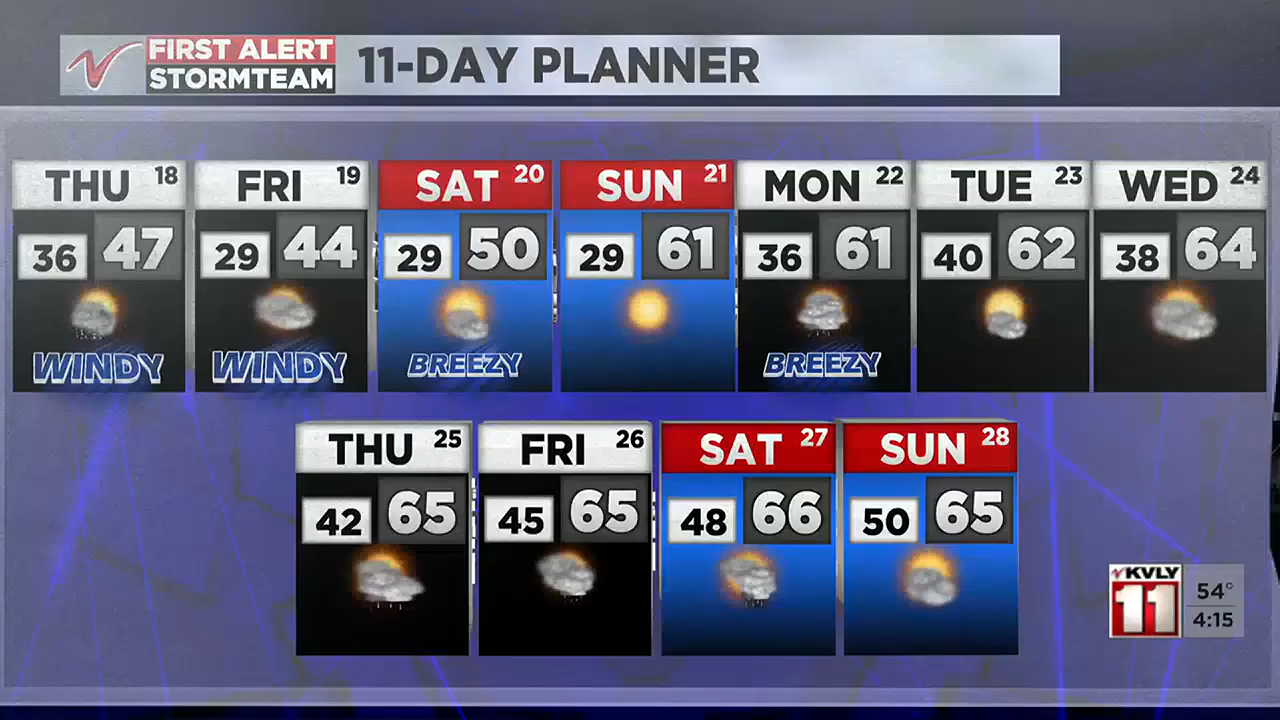 FIRST ALERT
STORMTEAM
11-DAY PLANNER
THU 18
36 47
WINDY
FRI 19
29 44
WINDY
SAT 20
29 50
BREEZY
SUN 21
29 61
MON 22
36 61
BREEZY
TUE 23
40 62
WED 24
38 64
THU 25
42 65
FRI 26
45 65
SAT 27
48 66
SUN 28
50 65
KVLY
11
54°
4:15